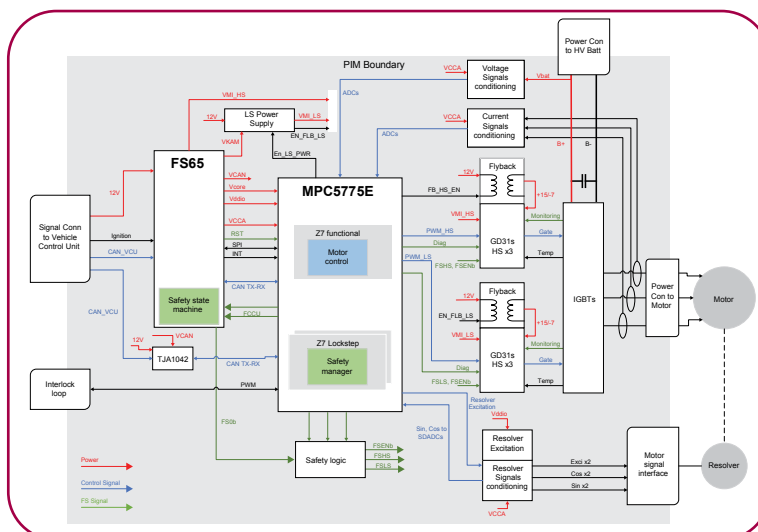 Power Con
to HV Batt
PIM Boundary
VCCA
Voltage
Signals
conditioning
Vbat
ADCs
VMI_HS
12V
LS Power
Supply
VMI_LS
EN_FLB_LS
VCCA
Current
Signals
conditioning
ADCs
B+
B-
VKAM
En_LS_PWR
FS65
MPC5775E
12V
VCAN
Vcore
Vddio
VCCA
RST
SPI
INT
Signal Conn
to Vehicle
Control Unit
Ignition
CAN_VCU
CAN_VCU
Safety state
machine
CAN TX-RX
FCCU
12V
VCAN
TJA1042
CAN TX-RX
Z7 functional
Motor
control
Z7 Lockstep
Safety
manager
Flyback
12V
FB_HS_EN
+15/-7
VMI_HS
PWM_HS
Diag
FSHS, FSENb
GD31s
HS x3
Monitoring
Gate
Temp
PWM_LS
Flyback
12V
EN_FLB_LS
+15/-7
VMI_LS
GD31s
HS x3
Monitoring
Gate
Temp
Diag
FSLS, FSENb
IGBTs
Power
Con to
Motor
Motor
Interlock
loop
PWM
FS0b
Resolver
Excitation
Sin, Cos to
SDADCs
Vddio
Resolver
Excitation
Resolver
Signals
conditioning
VCCA
Exci x2
Cos x2
Sin x2
Motor
signal
interface
Resolver
Safety logic
FSENb
FSHS
FSLS
Power
Control Signal
FS Signal